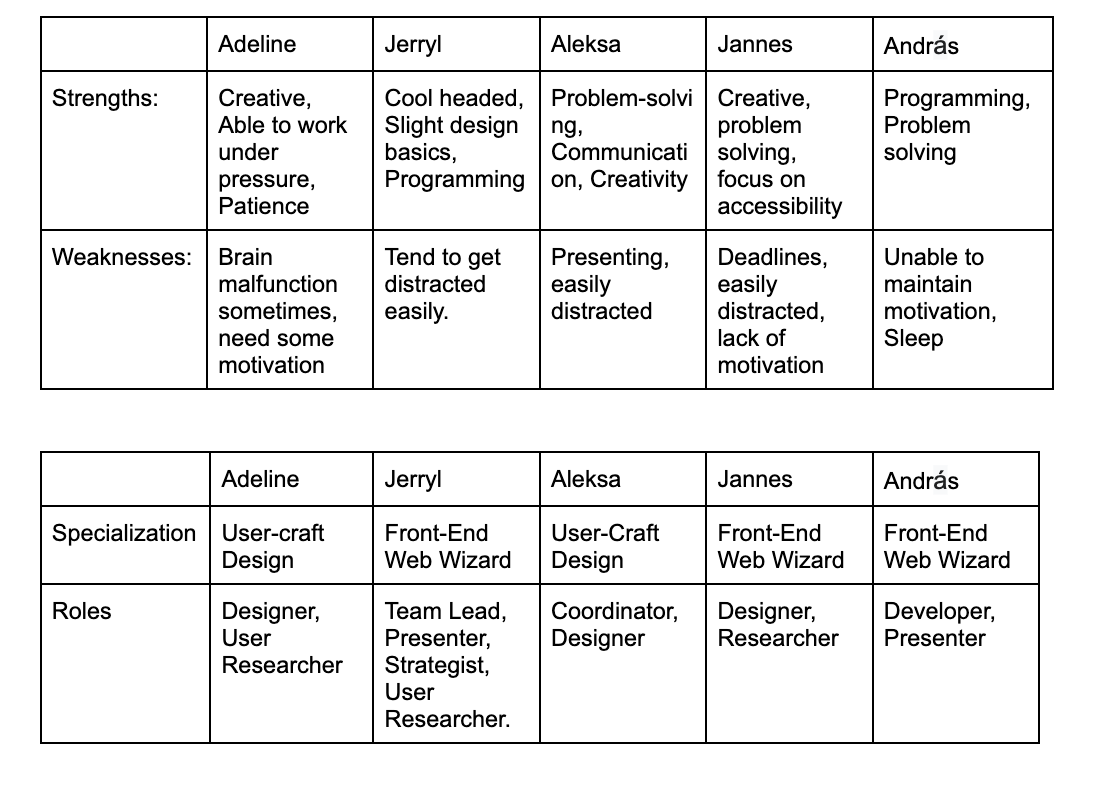 Adeline Jerryl Aleksa Jannes András
Strengths: Creative, Cool headed, Problem-solvi Creative, Programming,
Able to work Slight design ng, problem Problem
under basics, Communicati solving, solving
pressure, Programming on, Creativity focus on
Patience accessibility
Weaknesses: Brain Tend to get Presenting, Deadlines, Unable to
malfunction distracted easily easily maintain
sometimes, easily. distracted distracted, motivation,
need some lack of Sleep
motivation motivation
Adeline Jerryl Aleksa Jannes András
Specialization User-craft Front-End User-Craft Front-End Front-End
Design Web Wizard Design Web Wizard Web Wizard
Roles Designer, Team Lead, Coordinator, Designer, Developer,
User Presenter, Designer Researcher Presenter
Researcher Strategist,
User
Researcher.